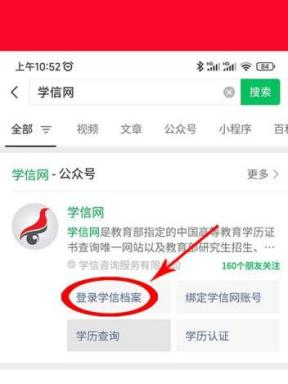 上午10:52
84
学信网
搜索
全部 视频 文章 公众号 小程序 百科
学信网 - 公众号
更多 >
学信网
学信网是教育部指定的中国高等教育学历证
书查询唯一网站以及教育部研究生招生、…
学信咨询服务有限公司
160个朋友关注
登录学信档案
绑定学信网账号
学历查询
学历认证